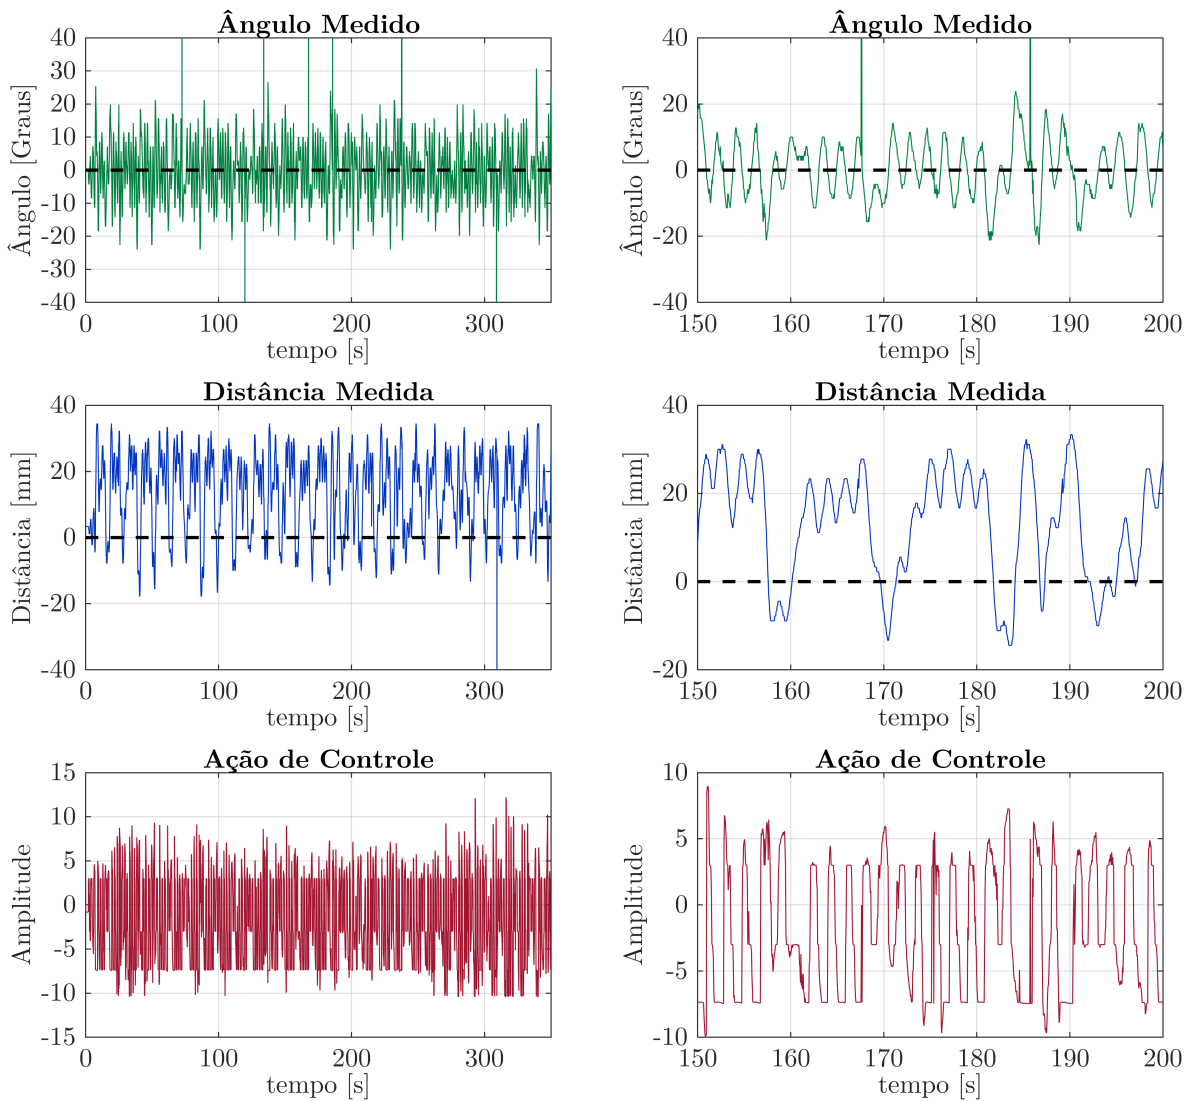 Ângulo Medido
40
30
20
10
0
-10
-20
-30
-40
Ângulo [Graus]
0 100 200 300
tempo [s]
Ângulo Medido
40
20
0
-20
-40
Ângulo [Graus]
150 160 170 180 190 200
tempo [s]
Distância Medida
40
20
0
-20
-40
Distância [mm]
0 100 200 300
tempo [s]
Distância Medida
40
20
0
-20
Distância [mm]
150 160 170 180 190 200
tempo [s]
Ação de Controle
15
10
5
0
-5
-10
-15
Amplitude
0 100 200 300
tempo [s]
Ação de Controle
10
5
0
-5
-10
Amplitude
150 160 170 180 190 200
tempo [s]